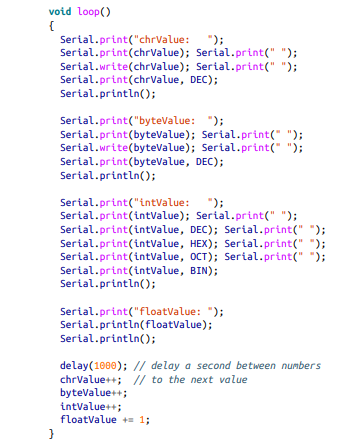 void loop()
{
  Serial.print("chrValue:   ");
  Serial.print(chrValue); Serial.print(" ");
  Serial.write(chrValue); Serial.print(" ");
  Serial.print(chrValue, DEC);
  Serial.println();

  Serial.print("byteValue:  ");
  Serial.print(byteValue); Serial.print(" ");
  Serial.write(byteValue); Serial.print(" ");
  Serial.print(byteValue, DEC);
  Serial.println();

  Serial.print("intValue:   ");
  Serial.print(intValue); Serial.print(" ");
  Serial.print(intValue, DEC); Serial.print(" ");
  Serial.print(intValue, HEX); Serial.print(" ");
  Serial.print(intValue, OCT); Serial.print(" ");
  Serial.print(intValue, BIN);
  Serial.println();

  Serial.print("floatValue: ");
  Serial.println(floatValue);
  Serial.println();

  delay(1000); // delay a second between numbers
  chrValue++;  // to the next value
  byteValue++;
  intValue++;
  floatValue += 1;
}